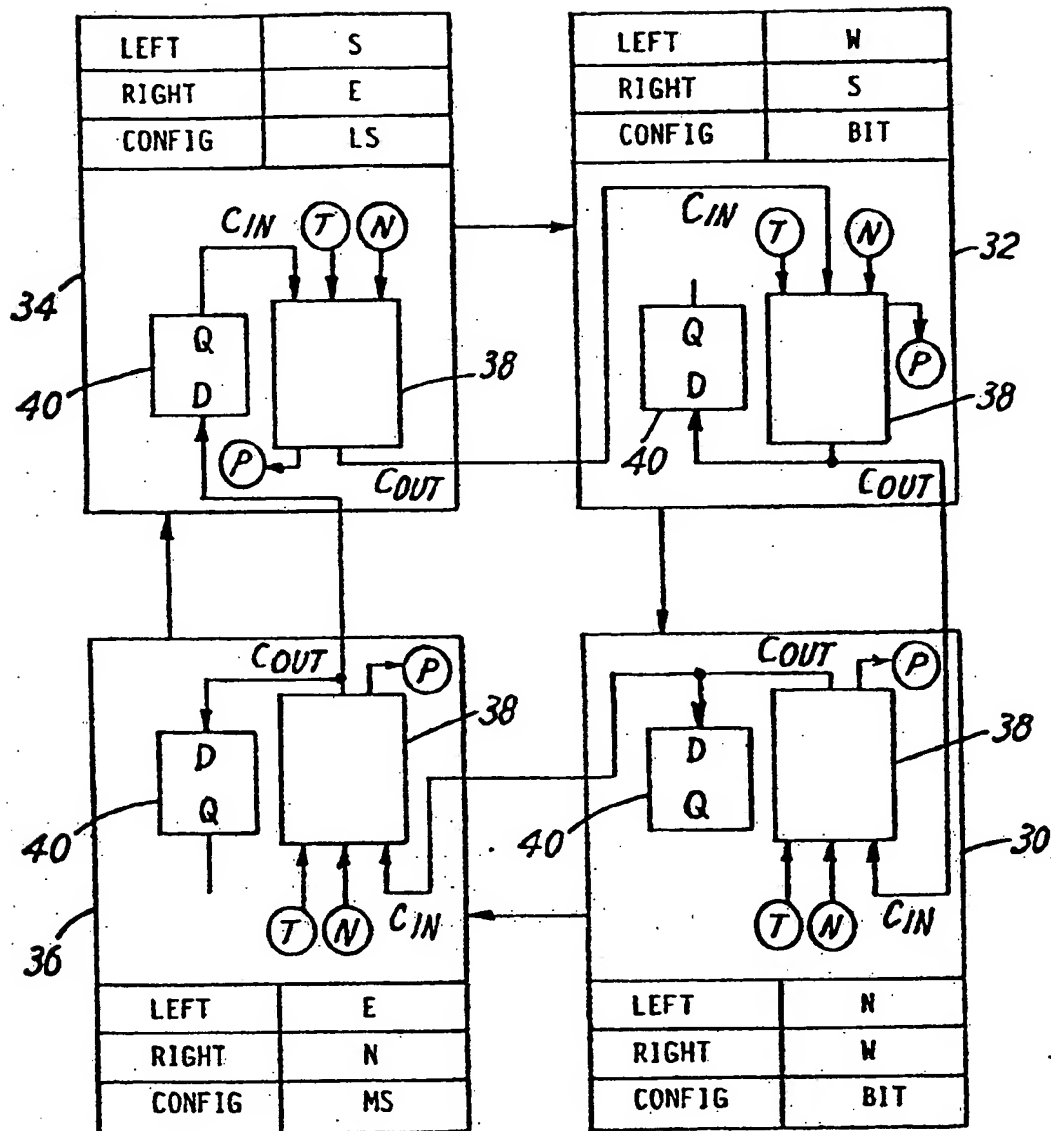 LEFT S LEFT W
RIGHT E RIGHT S
CONFIG LS CONFIG BIT
CIN T N CIN T N
34 32
Q Q
P
40 D 38 D 38
P 40
COUT COUT
COUT P COUT P
38 38
D D
Q Q
40 40 30
T N CIN T N CIN
36
LEFT E LEFT N
RIGHT N RIGHT W
CONFIG MS CONFIG BIT